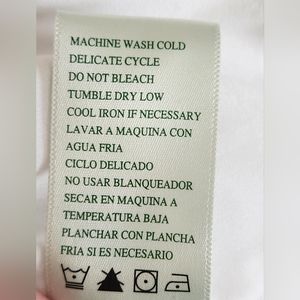 MACHINE WASH COLD
DELICATE CYCLE
DO NOT BLEACH
TUMBLE DRY LOW
COOL IRON IF NECESSARY
LAVAR A MAQUINA CON
AGUA FRIA
CICLO DELICADO
NO USAR BLANQUEADOR
SECAR EN MAQUINA A
TEMPERATURA BAJA
PLANCHAR CON PLANCHA
FRIA SI ES NECESARIO